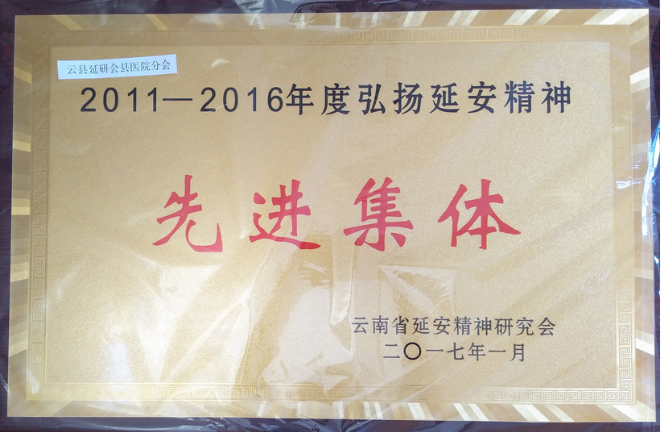 云县延研会县医院分会
2011—2016年度弘扬延安精神
先进集体
云南省延安精神研究会
二〇一七年一月